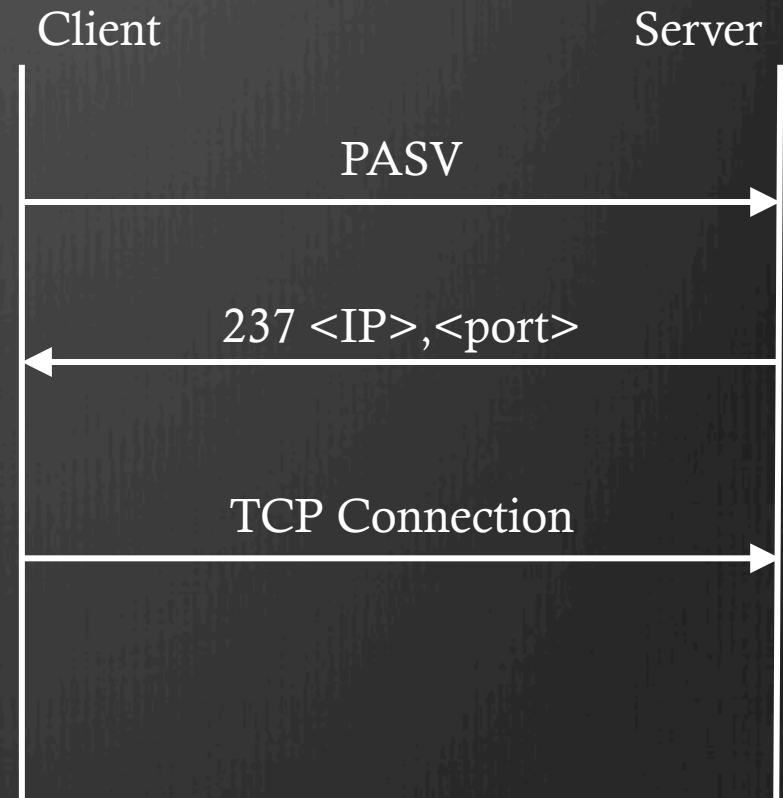 Client Server
PASV
237 <IP>,<port>
TCP Connection